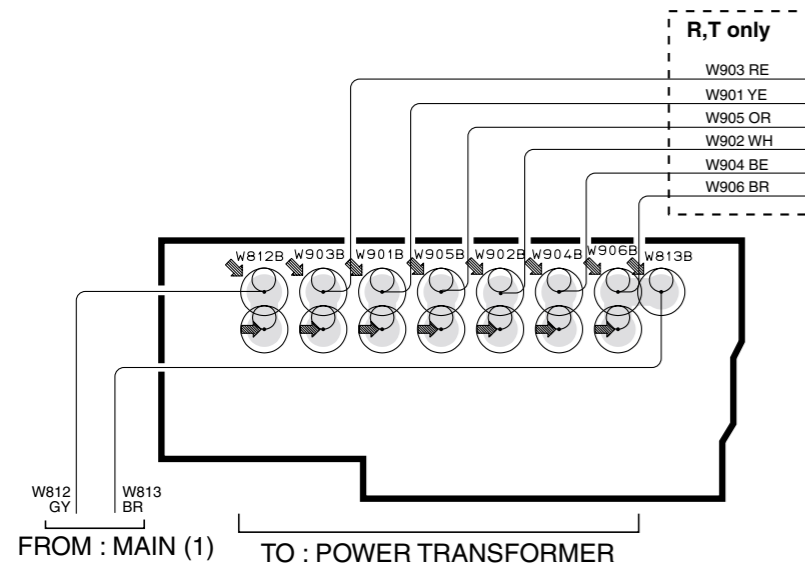 R,T only
W903 RE
W901 YE
W905 OR
W902 WH
W904 BE
W906 BR
W812B W903B W901B W905B W902B W904B W906B W813B
W812 GY
W813 BR
FROM : MAIN (1)
TO : POWER TRANSFORMER